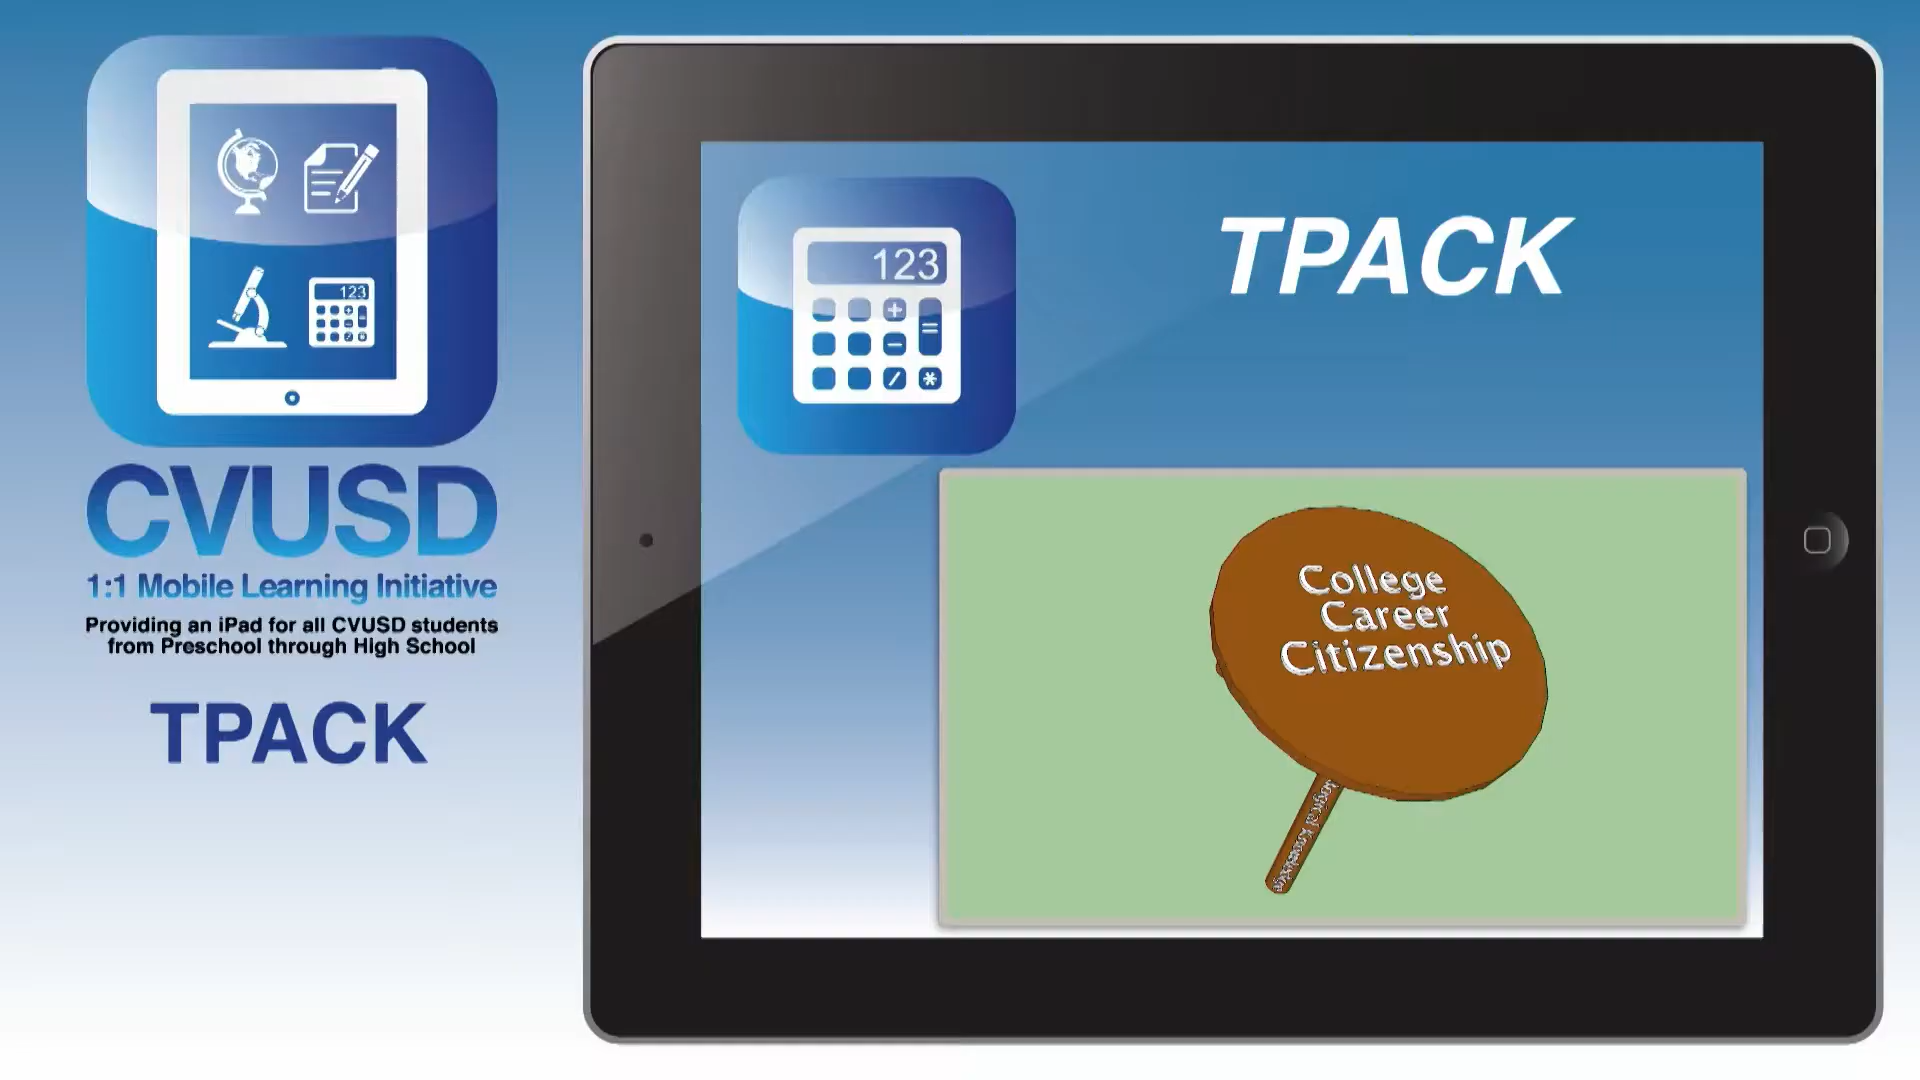 123
CVUSD
1:1 Mobile Learning Initiative
Providing an iPad for all CVUSD students
from Preschool through High School
TPACK
123
TPACK
College
Career
Citizenship
Knowledge